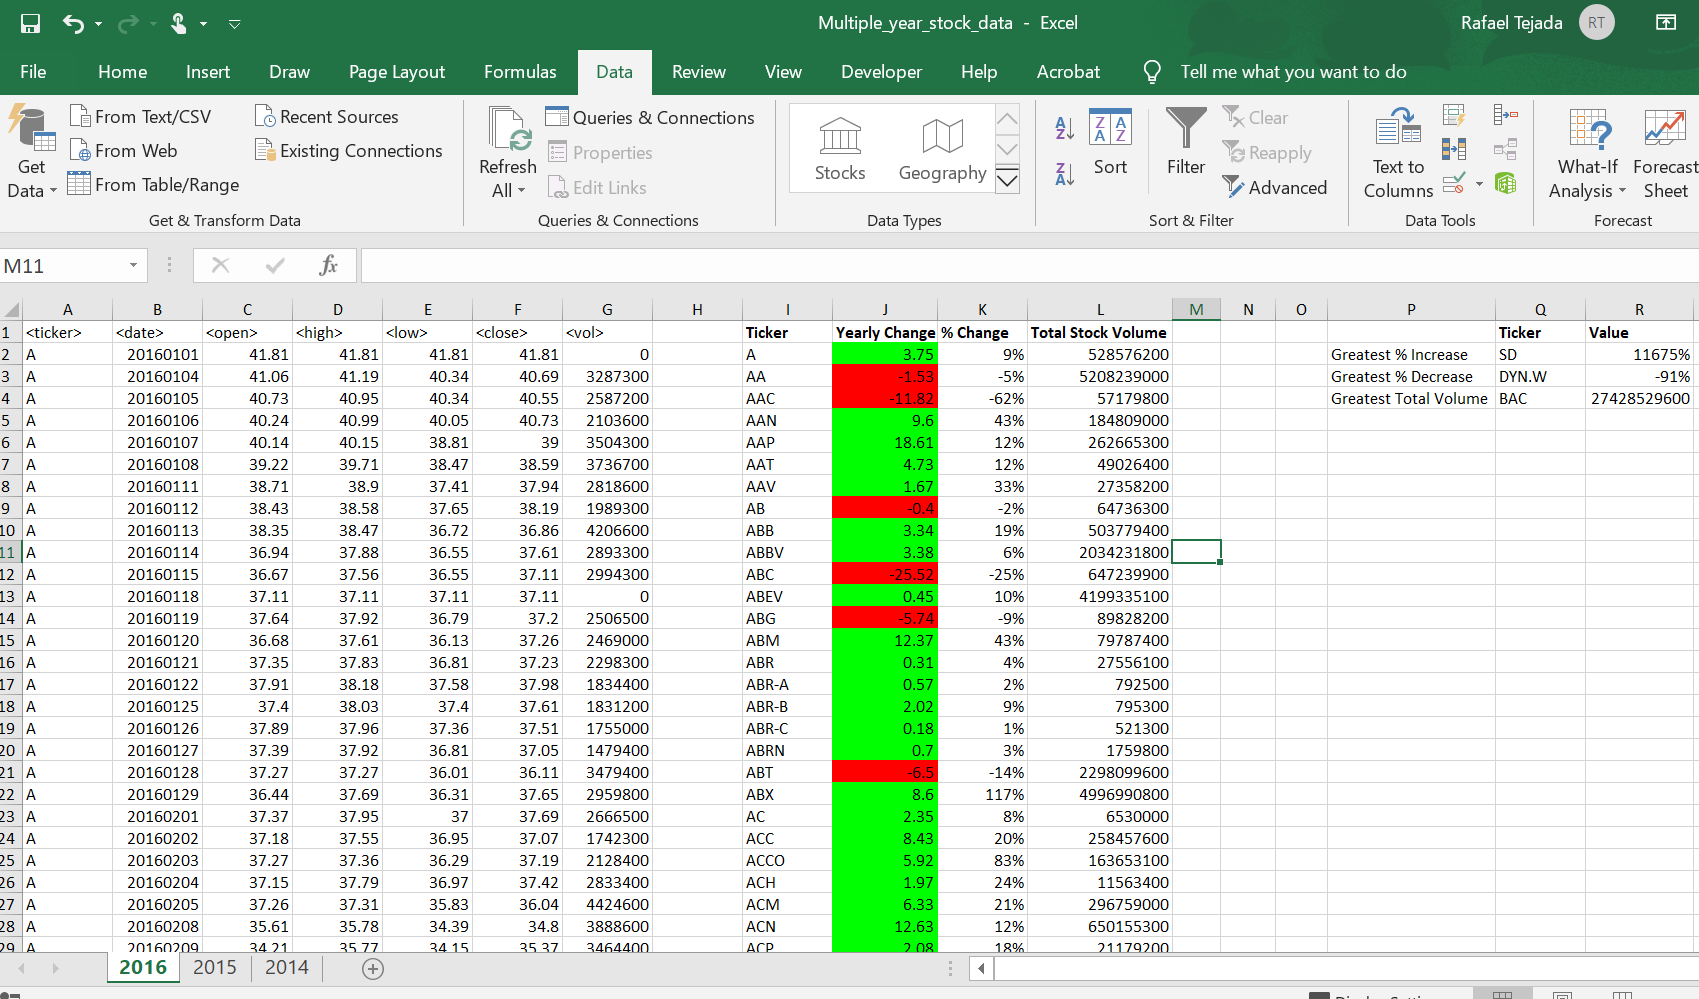 Multiple_year_stock_data - Excel
Rafael Tejada RT
File Home Insert Draw Page Layout Formulas Data Review View Developer Help Acrobat Tell me what you want to do
Get Data
From Text/CSV
From Web
From Table/Range
Recent Sources
Existing Connections
Get & Transform Data
Refresh All
Queries & Connections
Properties
Edit Links
Queries & Connections
Stocks
Geography
Data Types
Sort
Filter
Clear
Reapply
Advanced
Sort & Filter
Text to Columns
Data Tools
What-If Analysis
Forecast Sheet
Forecast
M11 fx
A B C D E F G H I J K L M N O P Q R
1 <ticker> <date> <open> <high> <low> <close> <vol> Ticker Yearly Change % Change Total Stock Volume Ticker Value
2 A 20160101 41.81 41.81 41.81 41.81 0 A 3.75 9% 528576200 Greatest % Increase SD 11675%
3 A 20160104 41.06 41.19 40.34 40.69 3287300 AA -1.53 -5% 5208239000 Greatest % Decrease DYN.W -91%
4 A 20160105 40.73 40.95 40.34 40.55 2587200 AAC -11.82 -62% 57179800 Greatest Total Volume BAC 27428529600
5 A 20160106 40.24 40.99 40.05 40.73 2103600 AAN 9.6 43% 184809000
6 A 20160107 40.14 40.15 38.81 39 3504300 AAP 18.61 12% 262665300
7 A 20160108 39.22 39.71 38.47 38.59 3736700 AAT 4.73 12% 49026400
8 A 20160111 38.71 38.9 37.41 37.94 2818600 AAV 1.67 33% 27358200
9 A 20160112 38.43 38.58 37.65 38.19 1989300 AB -0.4 -2% 64736300
10 A 20160113 38.35 38.47 36.72 36.86 4206600 ABB 3.34 19% 503779400
11 A 20160114 36.94 37.88 36.55 37.61 2893300 ABBV 3.38 6% 2034231800
12 A 20160115 36.67 37.56 36.55 37.11 2994300 ABC -25.52 -25% 647239900
13 A 20160118 37.11 37.11 37.11 37.11 0 ABEV 0.45 10% 4199335100
14 A 20160119 37.64 37.92 36.79 37.2 2506500 ABG -5.74 -9% 89828200
15 A 20160120 36.68 37.61 36.13 37.26 2469000 ABM 12.37 43% 79787400
16 A 20160121 37.35 37.83 36.81 37.23 2298300 ABR 0.31 4% 27556100
17 A 20160122 37.91 38.18 37.58 37.98 1834400 ABR-A 0.57 2% 792500
18 A 20160125 37.4 38.03 37.4 37.61 1831200 ABR-B 2.02 9% 795300
19 A 20160126 37.89 37.96 37.36 37.51 1755000 ABR-C 0.18 1% 521300
20 A 20160127 37.39 37.92 36.81 37.05 1479400 ABRN 0.7 3% 1759800
21 A 20160128 37.27 37.27 36.01 36.11 3479400 ABT -6.5 -14% 2298099600
22 A 20160129 36.44 37.69 36.31 37.65 2959800 ABX 8.6 117% 4996990800
23 A 20160201 37.37 37.95 37 37.69 2666500 AC 2.35 8% 6530000
24 A 20160202 37.18 37.55 36.95 37.07 1742300 ACC 8.43 20% 258457600
25 A 20160203 37.27 37.36 36.29 37.19 2128400 ACCO 5.92 83% 163653100
26 A 20160204 37.15 37.79 36.97 37.42 2833400 ACH 1.97 24% 11563400
27 A 20160205 37.26 37.31 35.83 36.04 4424600 ACM 6.33 21% 296759000
28 A 20160208 35.61 35.78 34.39 34.8 3888600 ACN 12.63 12% 650155300
29 A 20160209 34.21 35.77 34.15 35.37 3464400 ACP 2.08 18% 21179200
2016 2015 2014